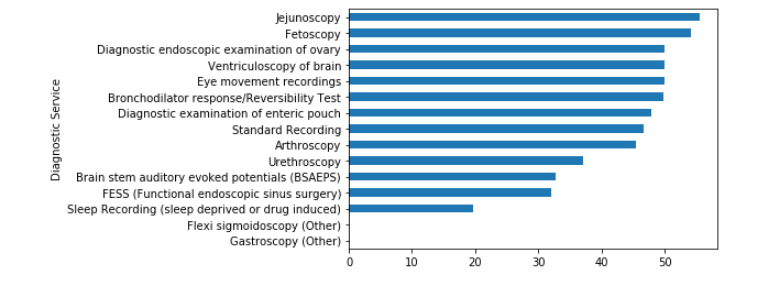 Jejunoscopy
Fetoscopy
Diagnostic endoscopic examination of ovary
Ventriculoscopy of brain
Eye movement recordings
Bronchodilator response/Reversibility Test
Diagnostic examination of enteric pouch
Standard Recording
Arthroscopy
Urethroscopy
Brain stem auditory evoked potentials (BSAEPS)
FESS (Functional endoscopic sinus surgery)
Sleep Recording (sleep deprived or drug induced)
Flexi sigmoidoscopy (Other)
Gastroscopy (Other)
Diagnostic Service
0 10 20 30 40 50